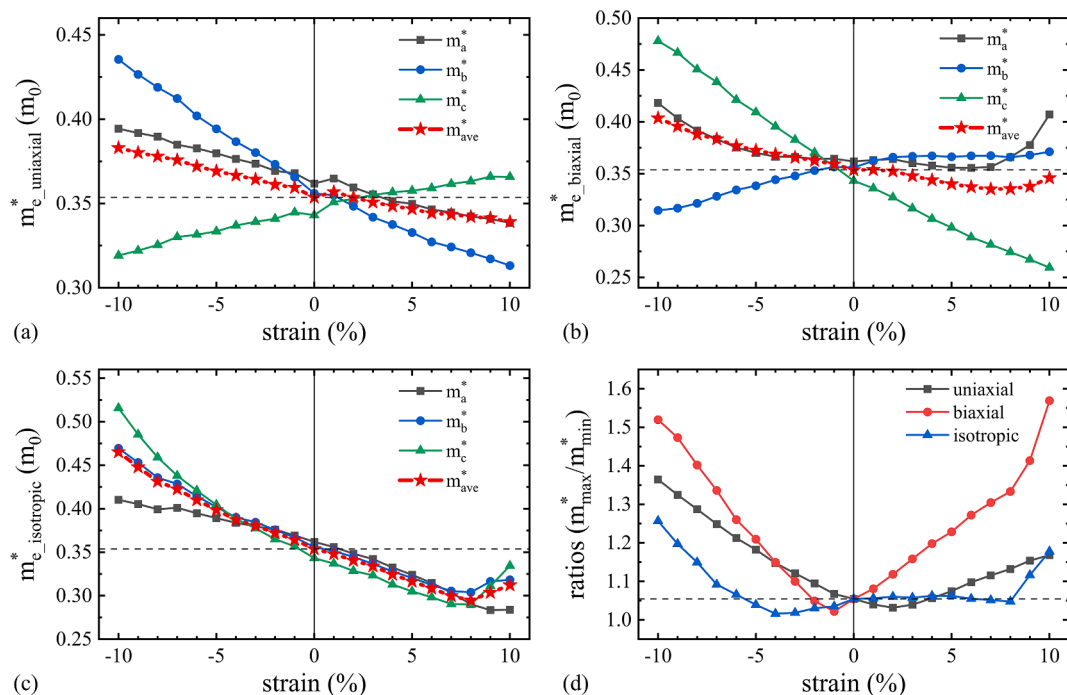 m*e_uniaxial (m0)
0.45
0.40
0.35
0.30
m*a
m*b
m*c
m*ave
-10 -5 0 5 10
(a) strain (%)
m*e_biaxial (m0)
0.50
0.45
0.40
0.35
0.30
0.25
m*a
m*b
m*c
m*ave
-10 -5 0 5 10
(b) strain (%)
m*e_isotropic (m0)
0.55
0.50
0.45
0.40
0.35
0.30
0.25
m*a
m*b
m*c
m*ave
-10 -5 0 5 10
(c) strain (%)
ratios (m*max/m*min)
1.6
1.5
1.4
1.3
1.2
1.1
1.0
uniaxial
biaxial
isotropic
-10 -5 0 5 10
(d) strain (%)